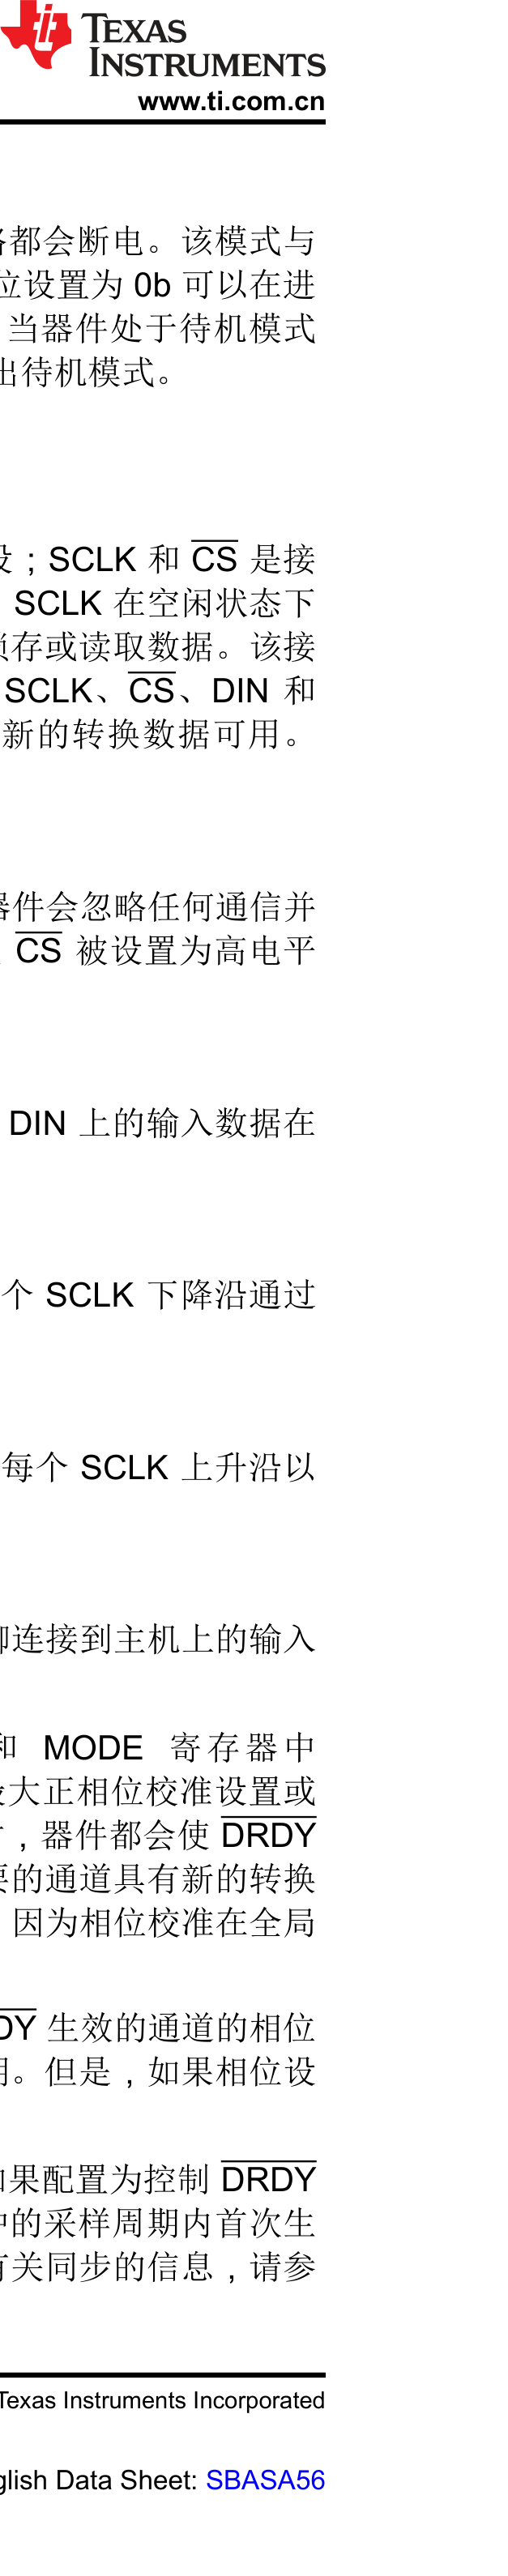 TEXAS
INSTRUMENTS
www.ti.com.cn
都会断电。该模式与
位设置为 0b 可以在进
当器件处于待机模式
出待机模式。
; SCLK 和 CS 是接
SCLK 在空闲状态下
存或读取数据。该接
SCLK、CS、DIN 和
新的转换数据可用。
器件会忽略任何通信并
CS 被设置为高电平
DIN 上的输入数据在
个 SCLK 下降沿通过
每个 SCLK 上升沿以
连接到主机上的输入
和 MODE 寄存器中
最大正相位校准设置或
,器件都会使 DRDY
要的通道具有新的转换
因为相位校准在全局
DY 生效的通道的相位
。但是,如果相位设
如果配置为控制 DRDY
中的采样周期内首次生
有关同步的信息,请参
Texas Instruments Incorporated
glish Data Sheet: SBASA56